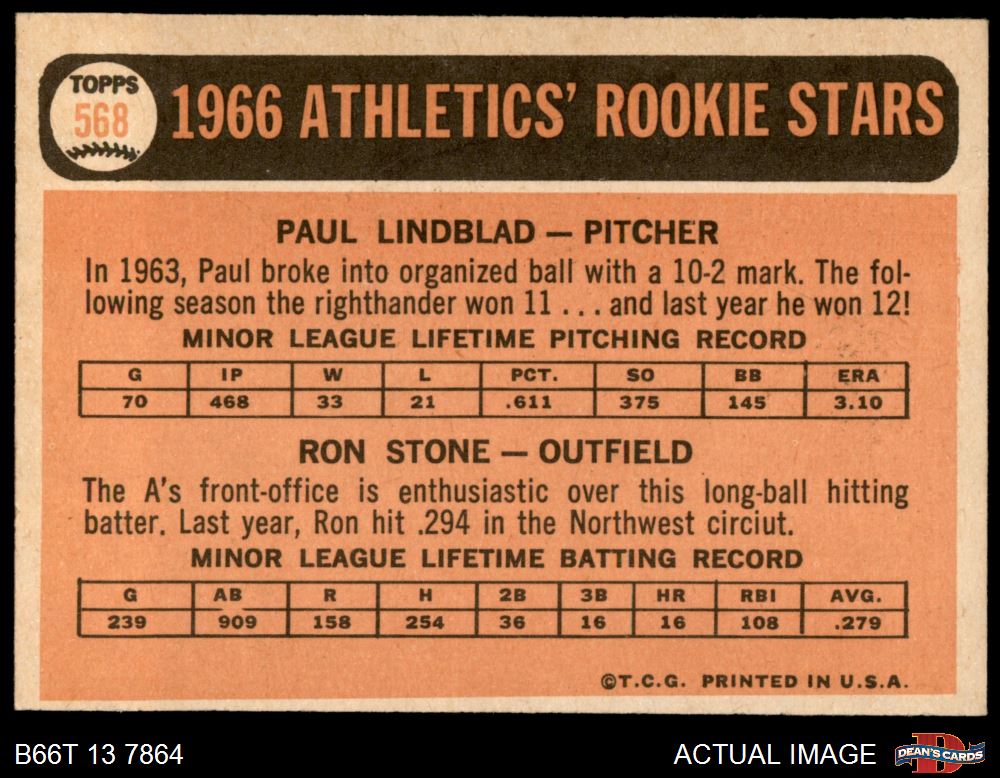 TOPPS
568
1966 ATHLETICS' ROOKIE STARS
PAUL LINDBLAD — PITCHER
In 1963, Paul broke into organized ball with a 10-2 mark. The fol-
lowing season the righthander won 11 . . . and last year he won 12!
MINOR LEAGUE LIFETIME PITCHING RECORD
G IP W L PCT. SO BB ERA
70 468 33 21 .611 375 145 3.10
RON STONE — OUTFIELD
The A's front-office is enthusiastic over this long-ball hitting
batter. Last year, Ron hit .294 in the Northwest circiut.
MINOR LEAGUE LIFETIME BATTING RECORD
G AB R H 2B 3B HR RBI AVG.
239 909 158 254 36 16 16 108 .279
©T.C.G. PRINTED IN U.S.A.
B66T 13 7864
ACTUAL IMAGE
DEAN'S CARDS